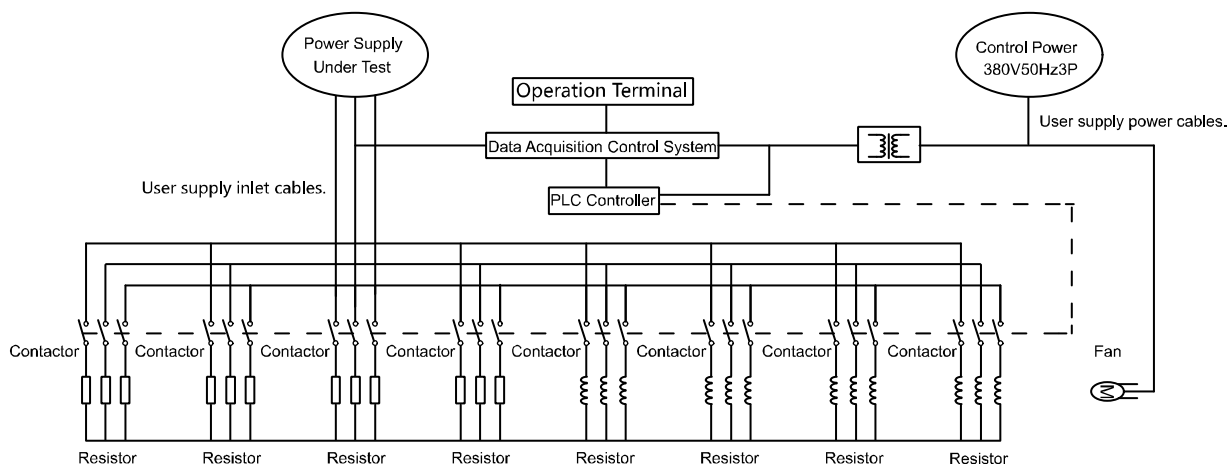 Power Supply
Under Test
Control Power
380V50Hz3P
Operation Terminal
User supply power cables.
Data Acquisition Control System
User supply inlet cables.
PLC Controller
Contactor
Contactor
Contactor
Contactor
Contactor
Contactor
Contactor
Contactor
Fan
M
Resistor
Resistor
Resistor
Resistor
Resistor
Resistor
Resistor
Resistor